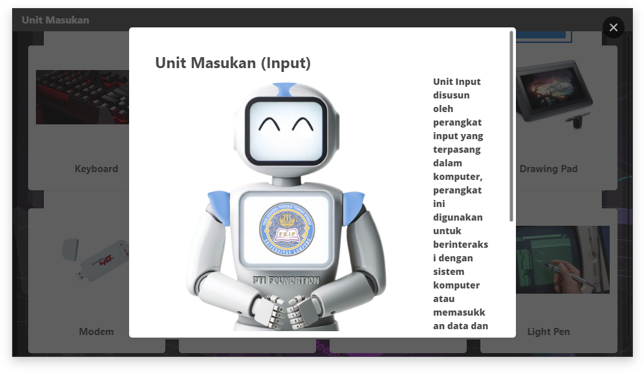 Unit Masukan
Unit Masukan (Input)
Unit Input
disusun
oleh
perangkat
input yang
terpasang
dalam
komputer,
perangkat
ini
digunakan
untuk
berinteraks
i dengan
sistem
komputer
atau
memasukk
an data dan
FKIP
PTI FOUNDATION
Keyboard
Drawing Pad
Modem
Light Pen